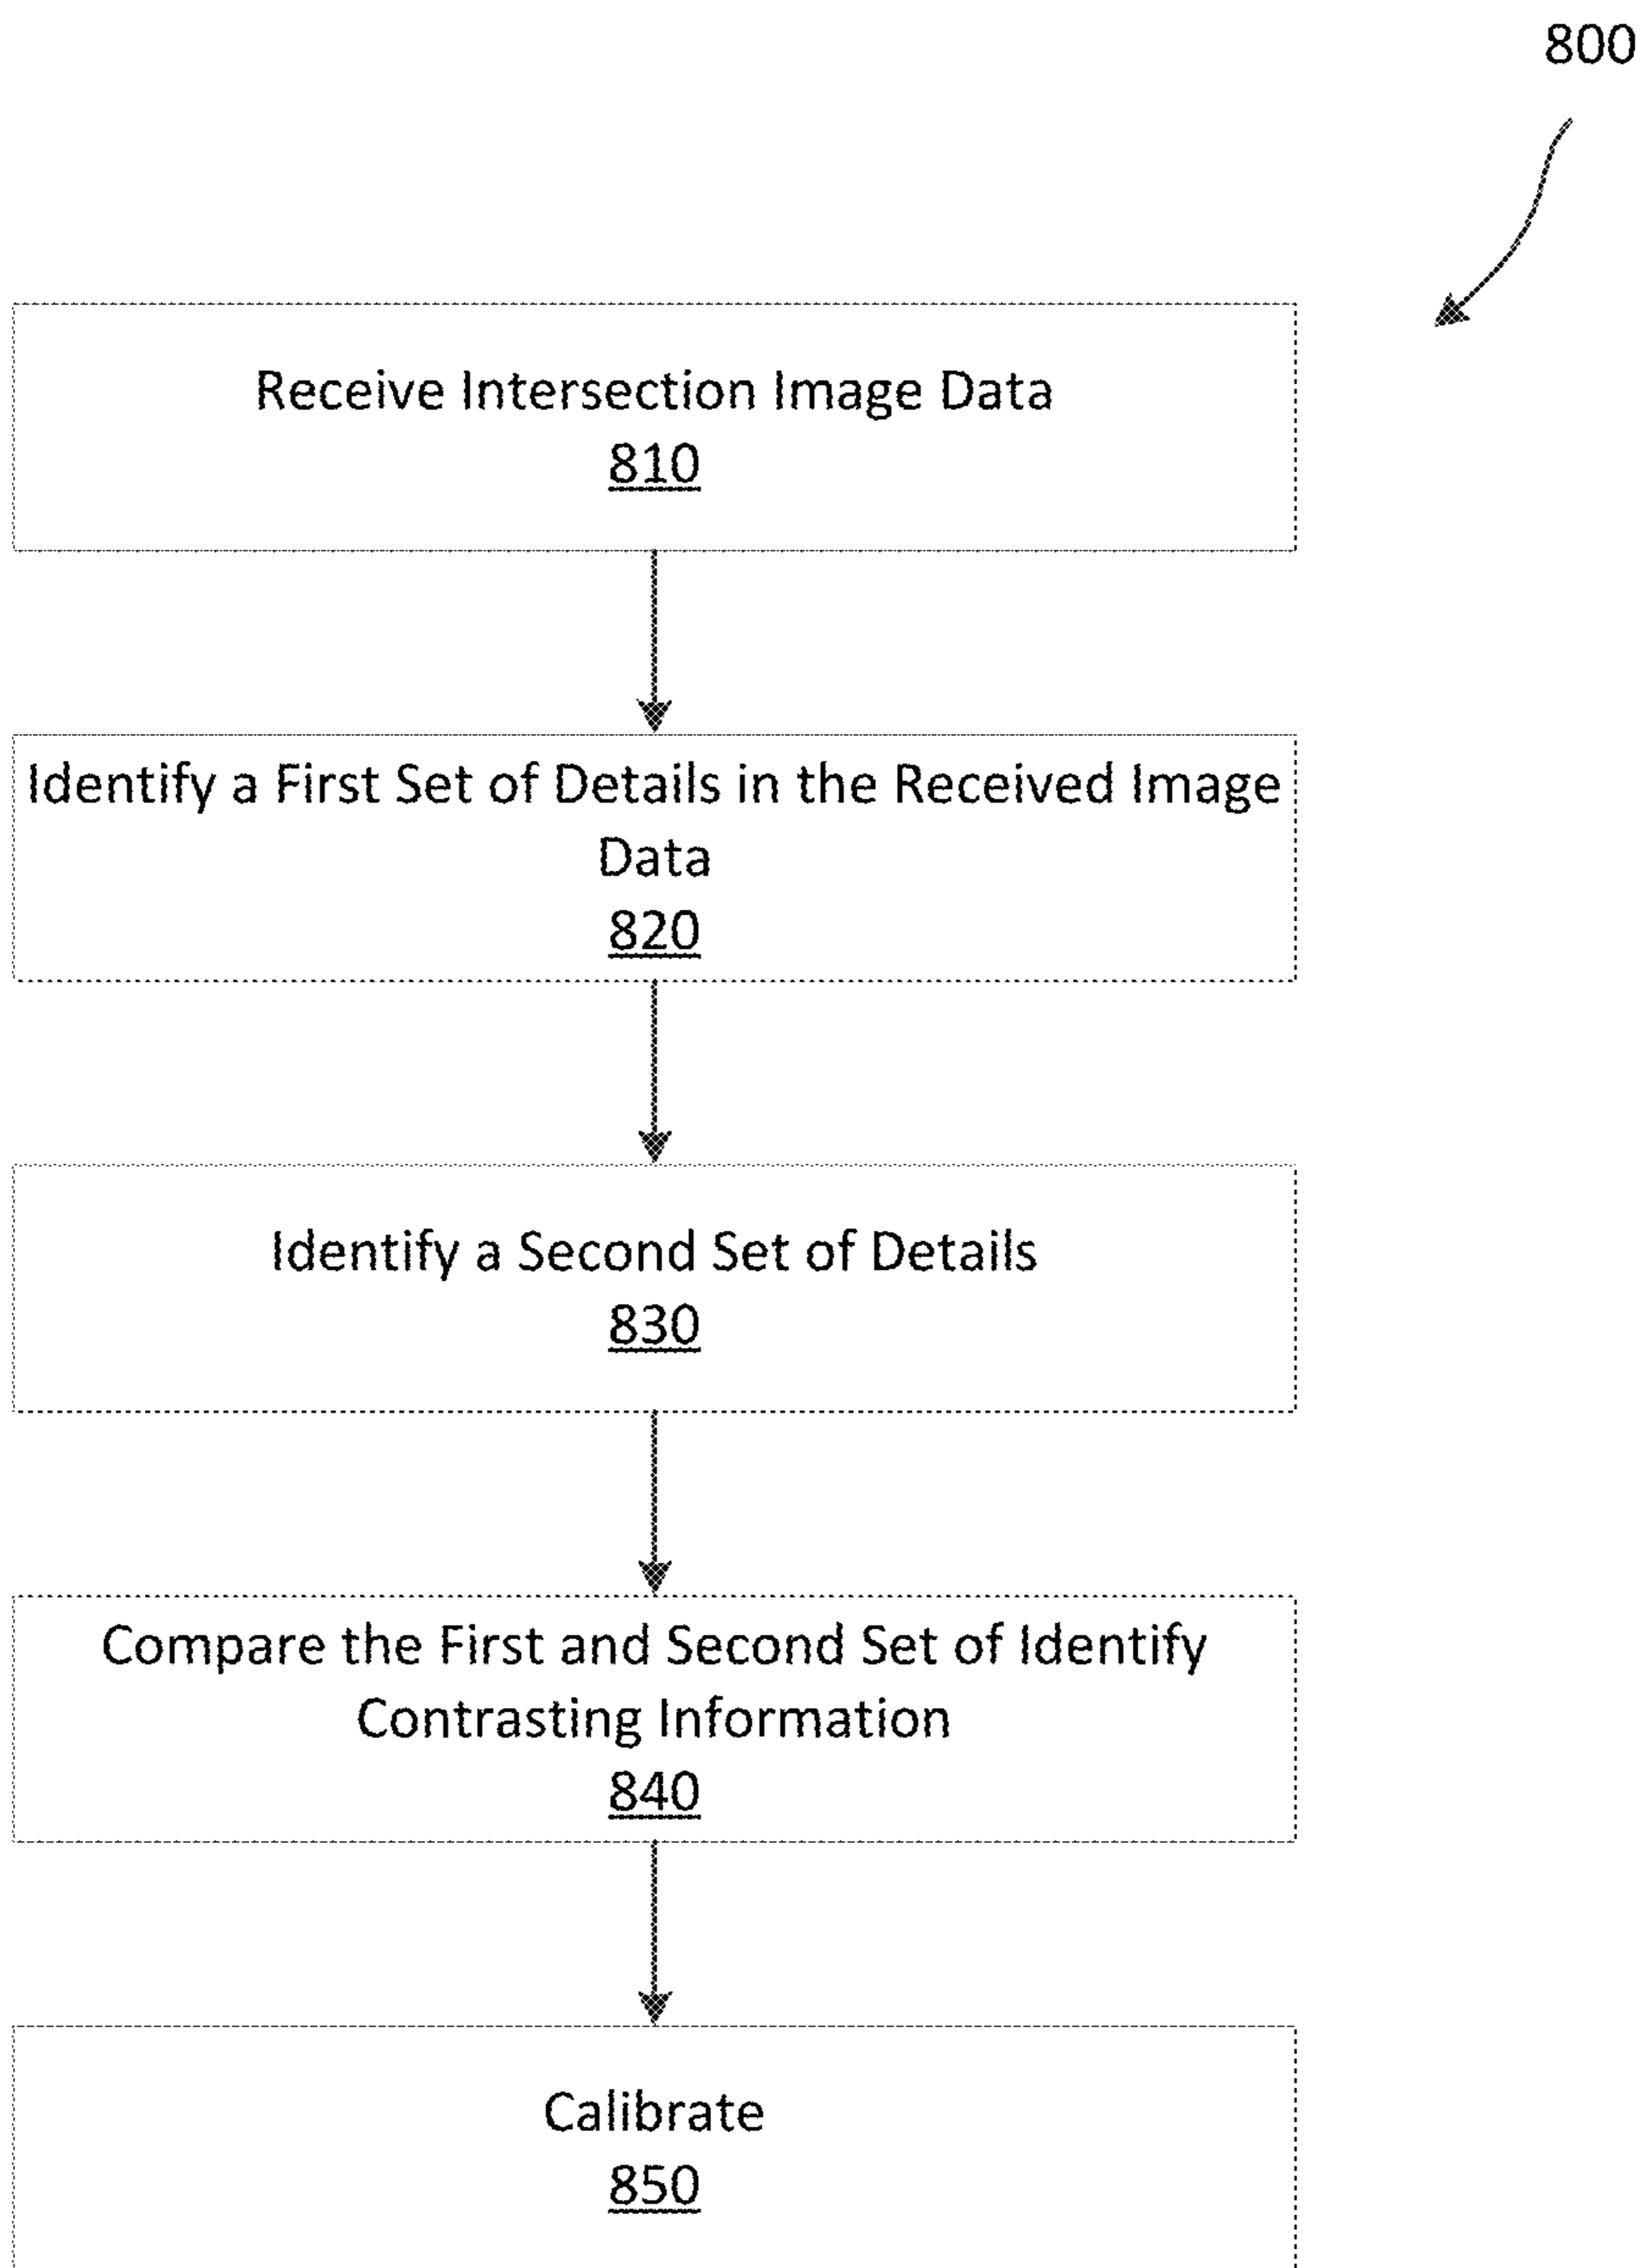 800
Receive Intersection Image Data
810
Identify a First Set of Details in the Received Image
Data
820
Identify a Second Set of Details
830
Compare the First and Second Set of Identify
Contrasting Information
840
Calibrate
850